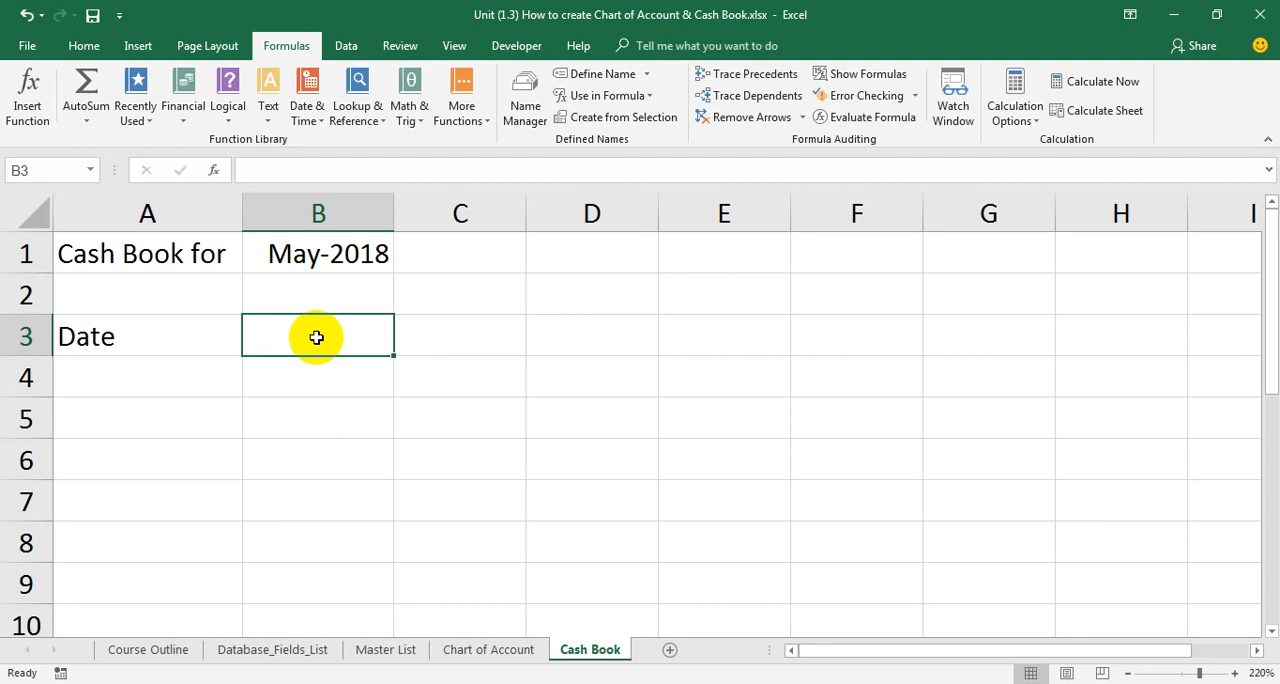 Unit (1.3) How to create Chart of Account & Cash Book.xlsx - Excel
File Home Insert Page Layout Formulas Data Review View Developer Help Tell me what you want to do Share
Insert Function
AutoSum Recently Used Financial Logical Text Date & Time Lookup & Reference Math & Trig More Functions
Function Library
Name Manager
Define Name
Use in Formula
Create from Selection
Defined Names
Trace Precedents
Trace Dependents
Remove Arrows
Show Formulas
Error Checking
Evaluate Formula
Formula Auditing
Watch Window
Calculation Options
Calculate Now
Calculate Sheet
Calculation
B3 fx
A B C D E F G H I
1 Cash Book for May-2018
2
3 Date
4
5
6
7
8
9
10
Course Outline Database_Fields_List Master List Chart of Account Cash Book
Ready 220%